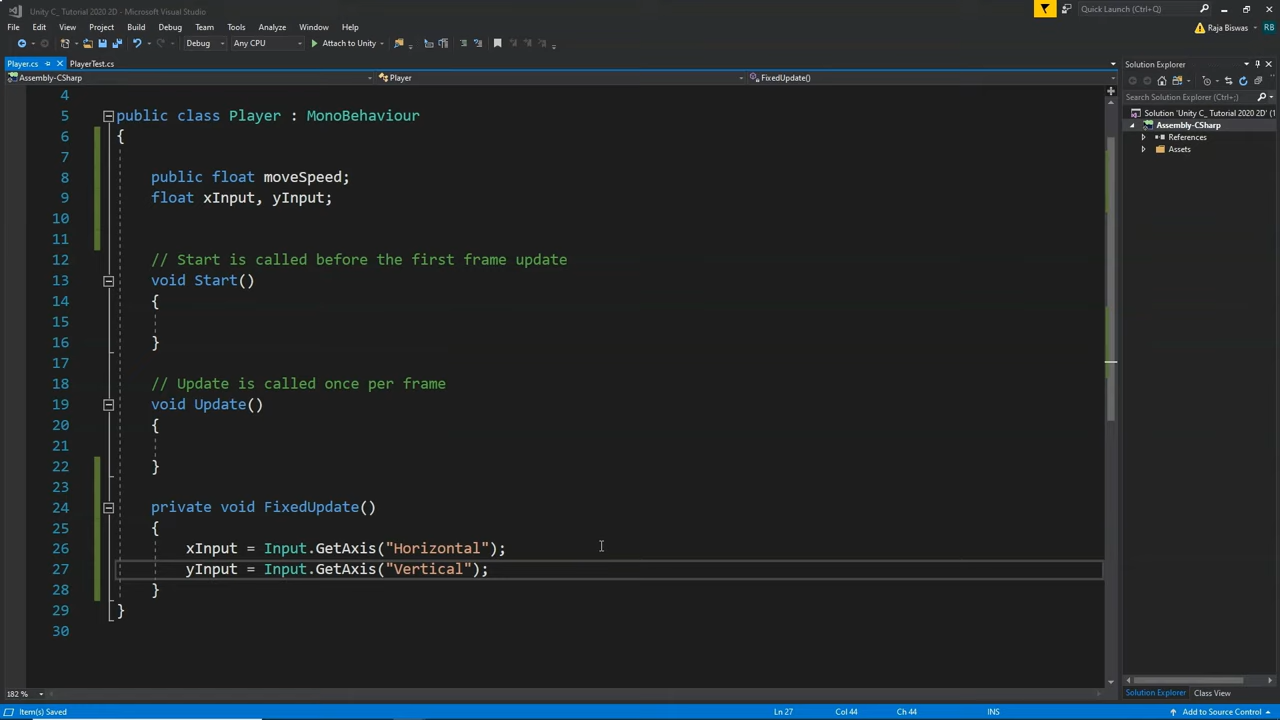 Unity C_ Tutorial 2020 2D - Microsoft Visual Studio
Quick Launch (Ctrl+Q)
File Edit View Project Build Debug Team Tools Analyze Window Help
Raja Biswas RB
Debug Any CPU Attach to Unity
Player.cs PlayerTest.cs
Solution Explorer
Assembly-CSharp Player FixedUpdate()
Search Solution Explorer (Ctrl+;)
Solution 'Unity C_ Tutorial 2020 2D' (1
Assembly-CSharp
References
Assets
4
5 public class Player : MonoBehaviour
6 {
7
8 public float moveSpeed;
9 float xInput, yInput;
10
11
12 // Start is called before the first frame update
13 void Start()
14 {
15
16 }
17
18 // Update is called once per frame
19 void Update()
20 {
21
22 }
23
24 private void FixedUpdate()
25 {
26 xInput = Input.GetAxis("Horizontal");
27 yInput = Input.GetAxis("Vertical");
28 }
29 }
30
182 %
Solution Explorer Class View
Item(s) Saved Ln 27 Col 44 Ch 44 INS Add to Source Control